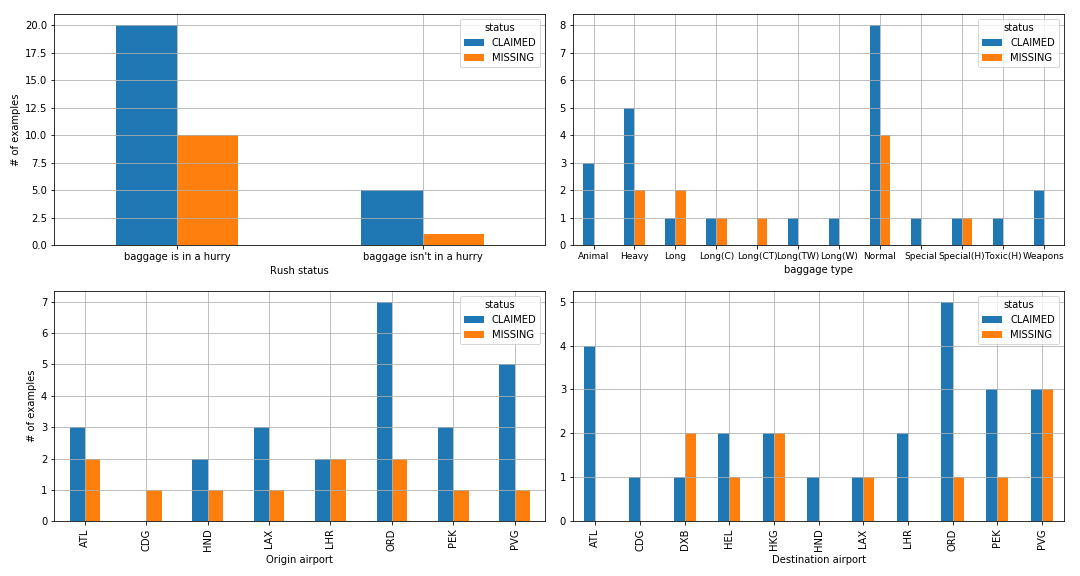 status
CLAIMED
MISSING
20.0
17.5
15.0
12.5
10.0
7.5
5.0
2.5
0.0
# of examples
baggage is in a hurry baggage isn't in a hurry
Rush status
status
CLAIMED
MISSING
8
7
6
5
4
3
2
1
0
Animal Heavy Long Long(C) Long(CT) Long(TW) Long(W) Normal Special Special(H) Toxic(H) Weapons
baggage type
status
CLAIMED
MISSING
7
6
5
4
3
2
1
0
# of examples
ATL CDG HND LAX LHR ORD PEK PVG
Origin airport
status
CLAIMED
MISSING
5
4
3
2
1
0
ATL CDG DXB HEL HKG HND LAX LHR ORD PEK PVG
Destination airport